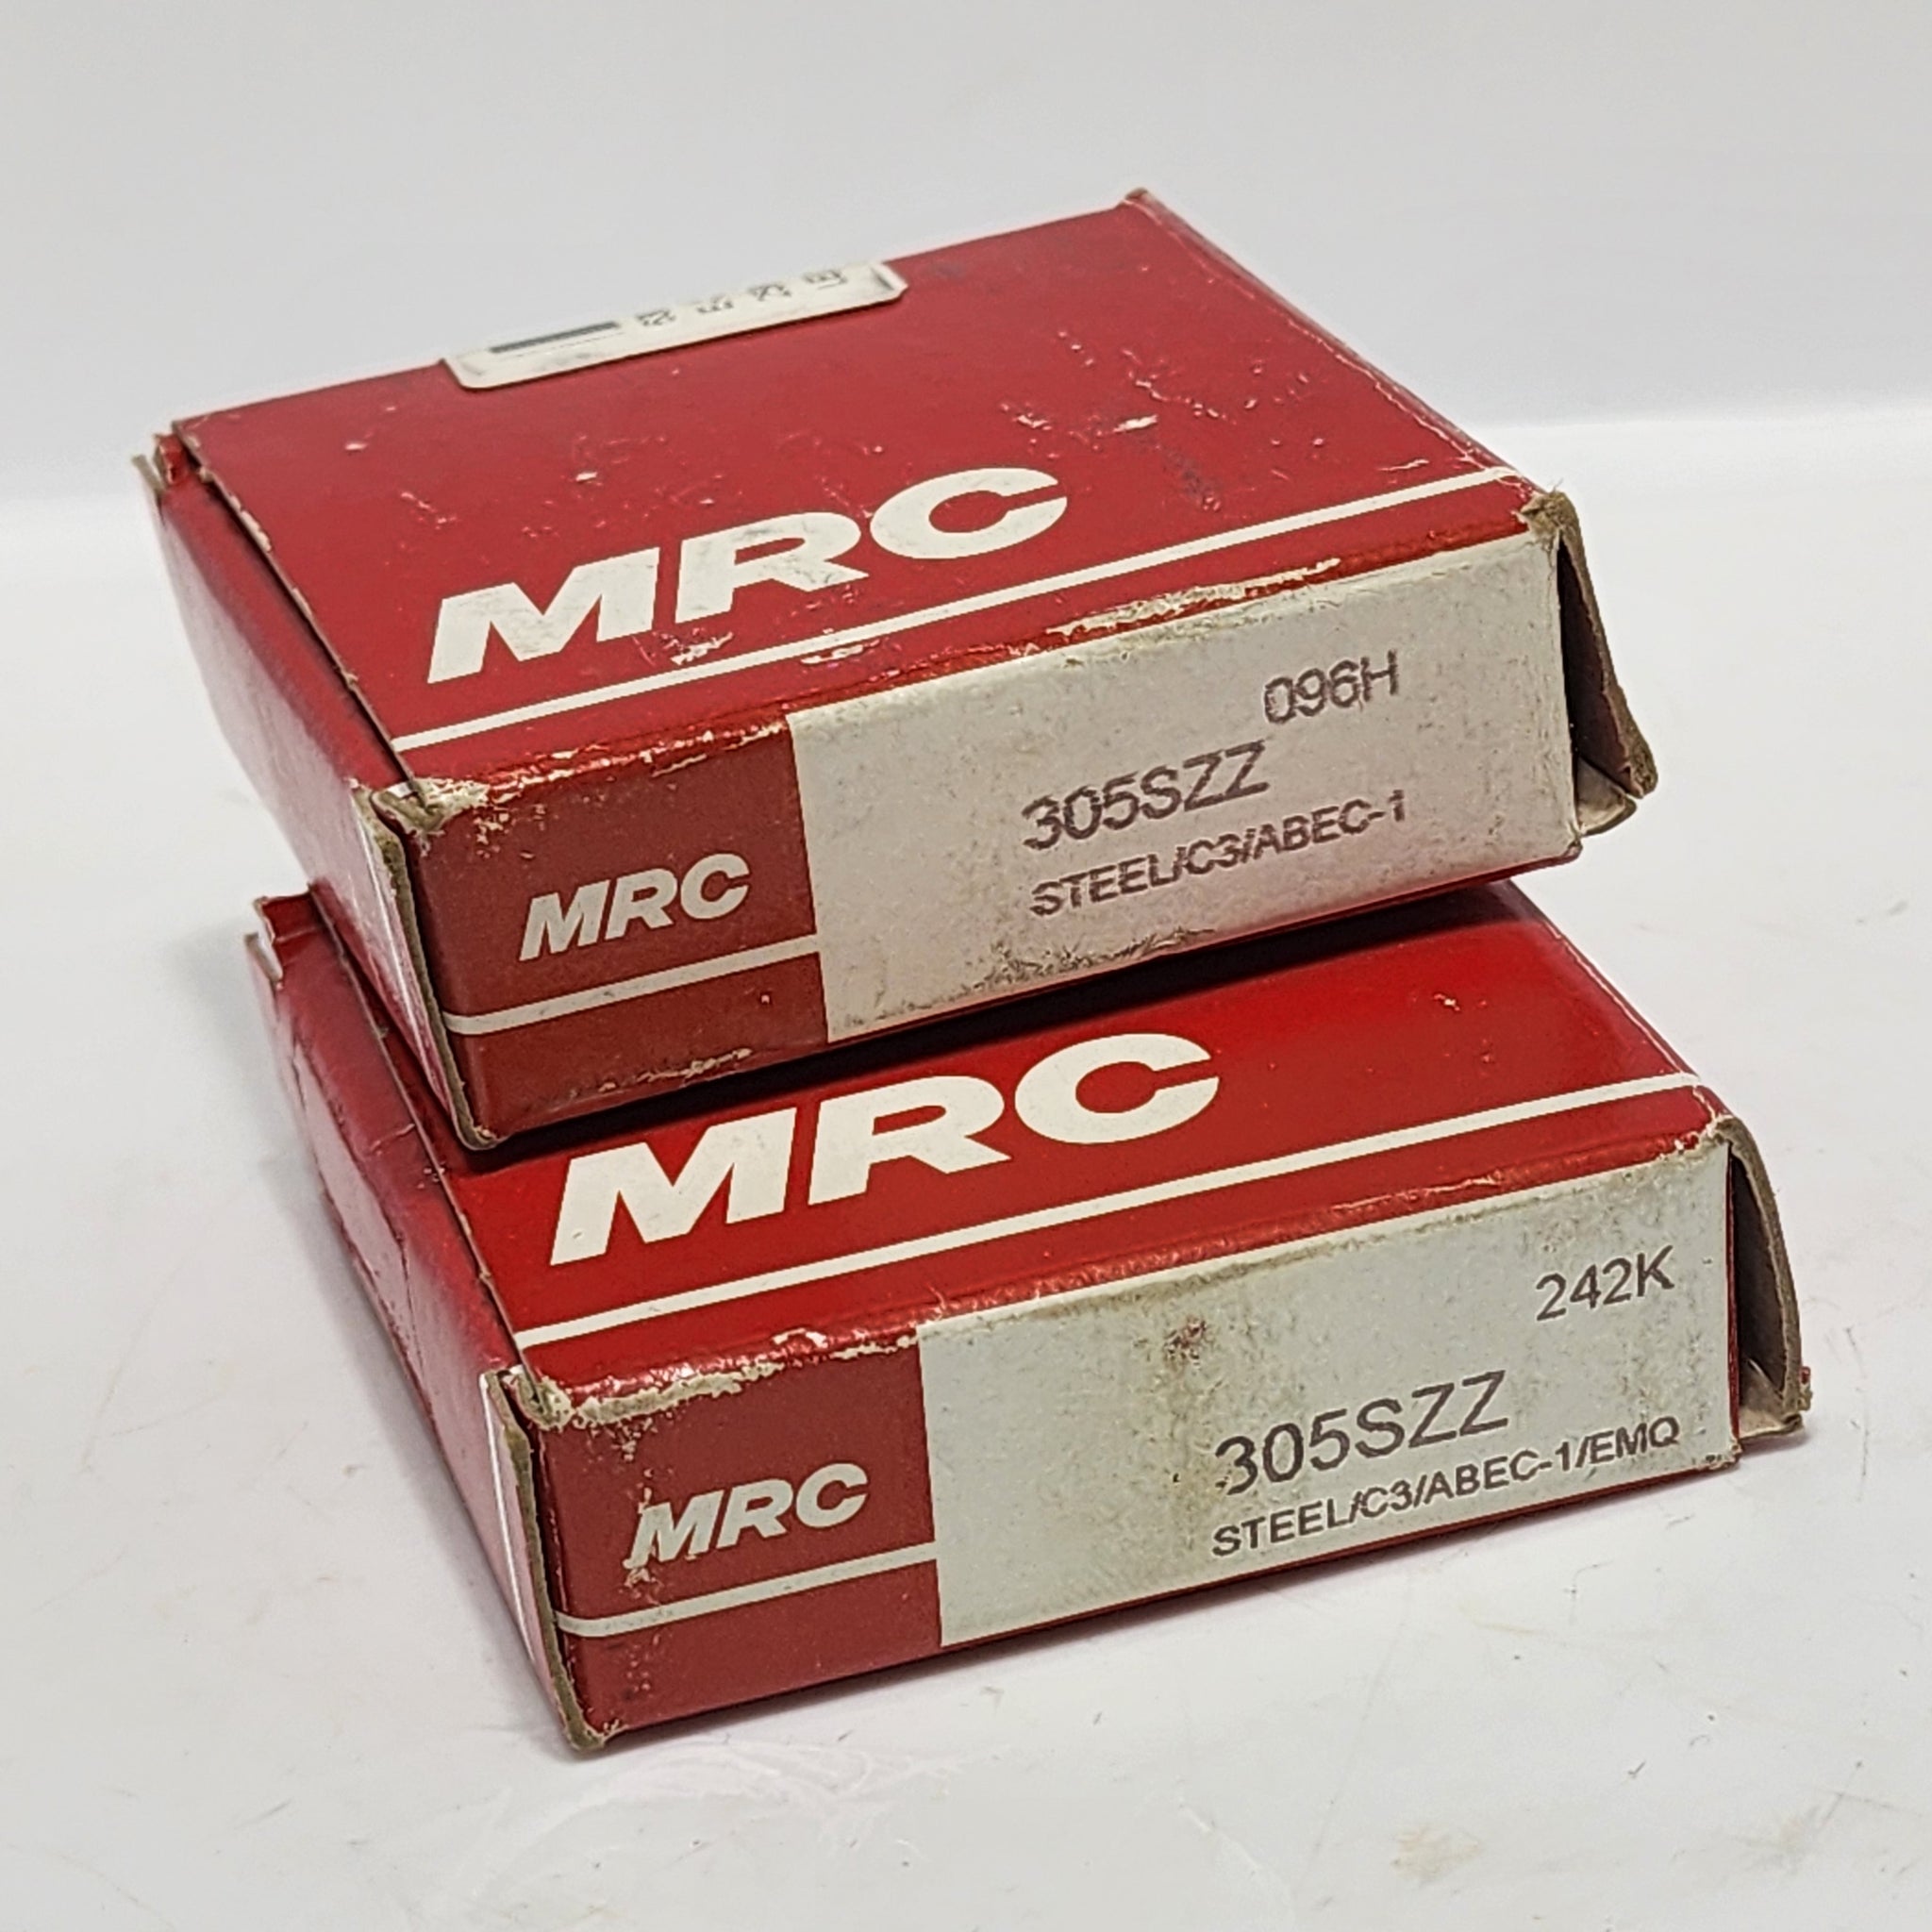 MRC
MRC
096H
305SZZ
STEEL/C3/ABEC-1
MRC
MRC
242K
305SZZ
STEEL/C3/ABEC-1/EMQ